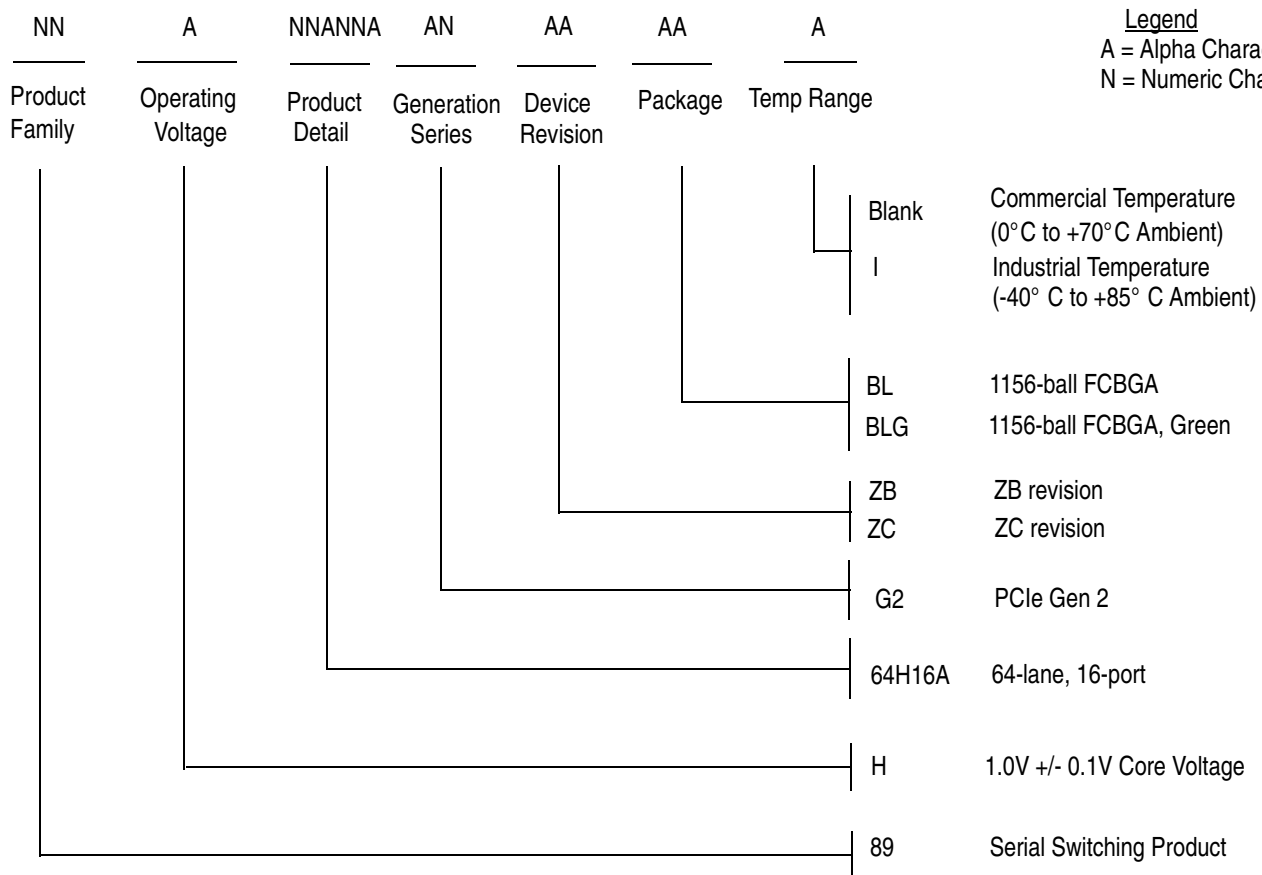 NN A NNANNA AN AA AA A
Legend
A = Alpha
N = Numeric
Product Family
Operating Voltage
Product Detail
Generation Series
Device Revision
Package
Temp Range
Blank Commercial Temperature
(0°C to +70°C Ambient)
I Industrial Temperature
(-40° C to +85° C Ambient)
BL 1156-ball FCBGA
BLG 1156-ball FCBGA, Green
ZB ZB revision
ZC ZC revision
G2 PCIe Gen 2
64H16A 64-lane, 16-port
H 1.0V +/- 0.1V Core Voltage
89 Serial Switching Product